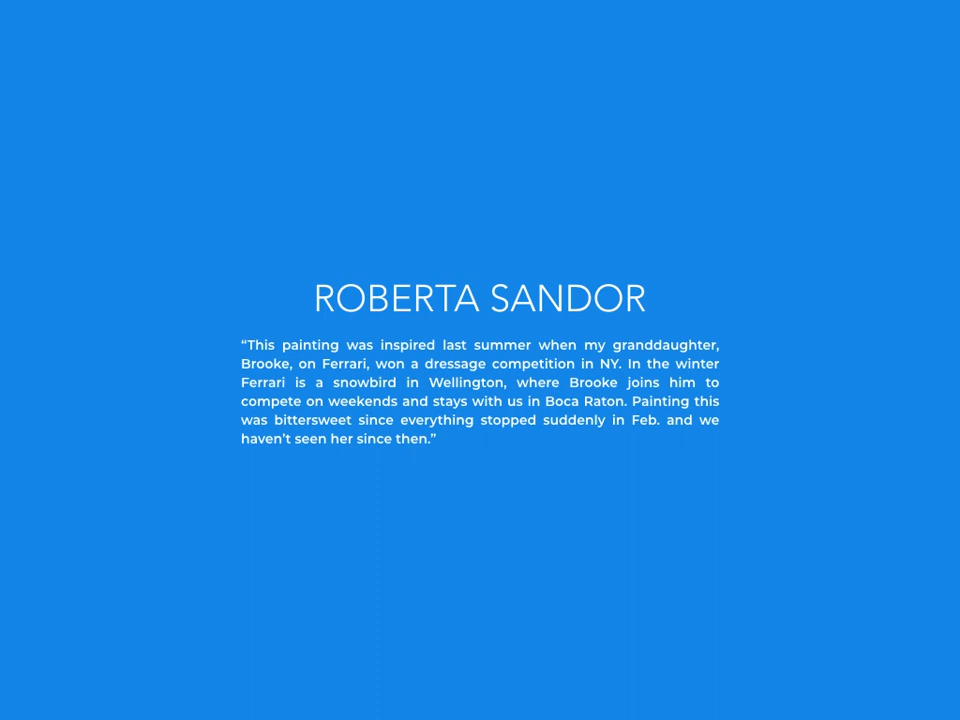 ROBERTA SANDOR
“This painting was inspired last summer when my granddaughter,
Brooke, on Ferrari, won a dressage competition in NY. In the winter
Ferrari is a snowbird in Wellington, where Brooke joins him to
compete on weekends and stays with us in Boca Raton. Painting this
was bittersweet since everything stopped suddenly in Feb. and we
haven’t seen her since then.”